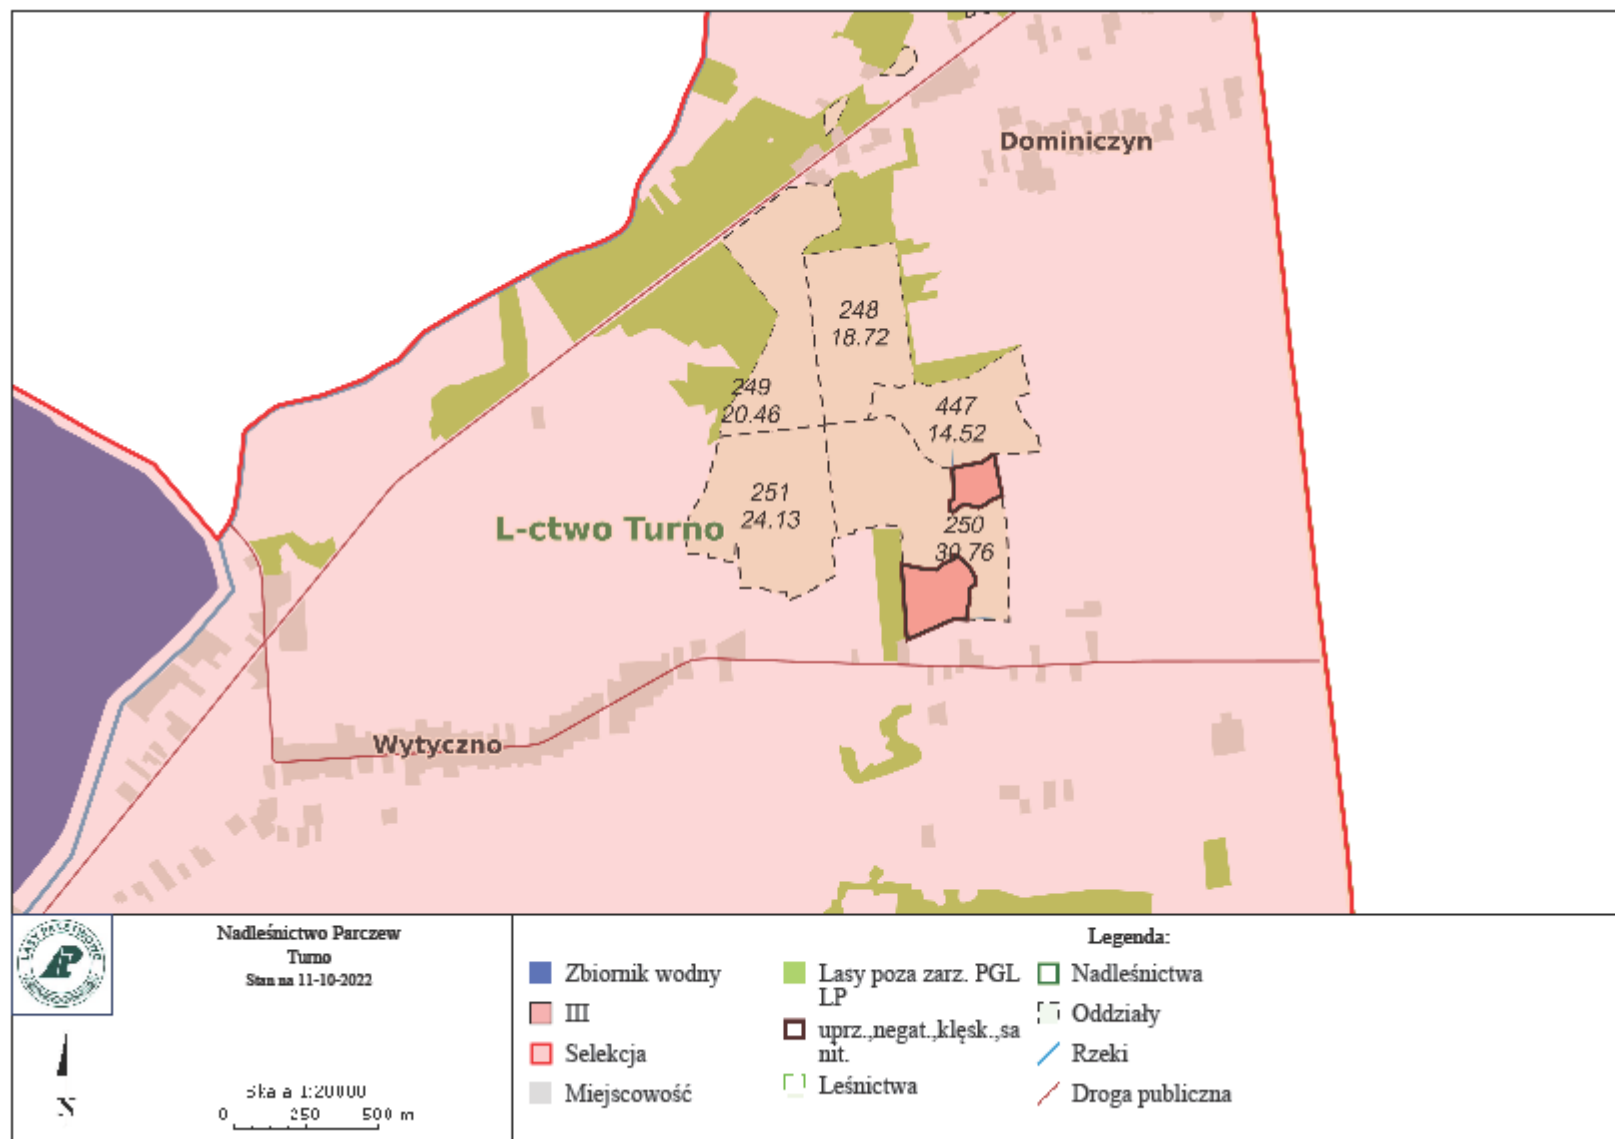 Dominiczyn
248
18.72
249
20.46
447
14.52
251
24.13
250
30.76
L-ctwo Turno
Wytyczno
LASY PAŃSTWOWE
Nadleśnictwo Parczew
Turno
Stan na 11-10-2022
N
Skala 1:20000
0 250 500 m
Legenda:
Zbiornik wodny
III
Selekcja
Miejscowość
Lasy poza zarz. PGL
LP
uprz.,negat.,klęsk.,sa
nit.
Leśnictwa
Nadleśnictwa
Oddziały
Rzeki
Droga publiczna